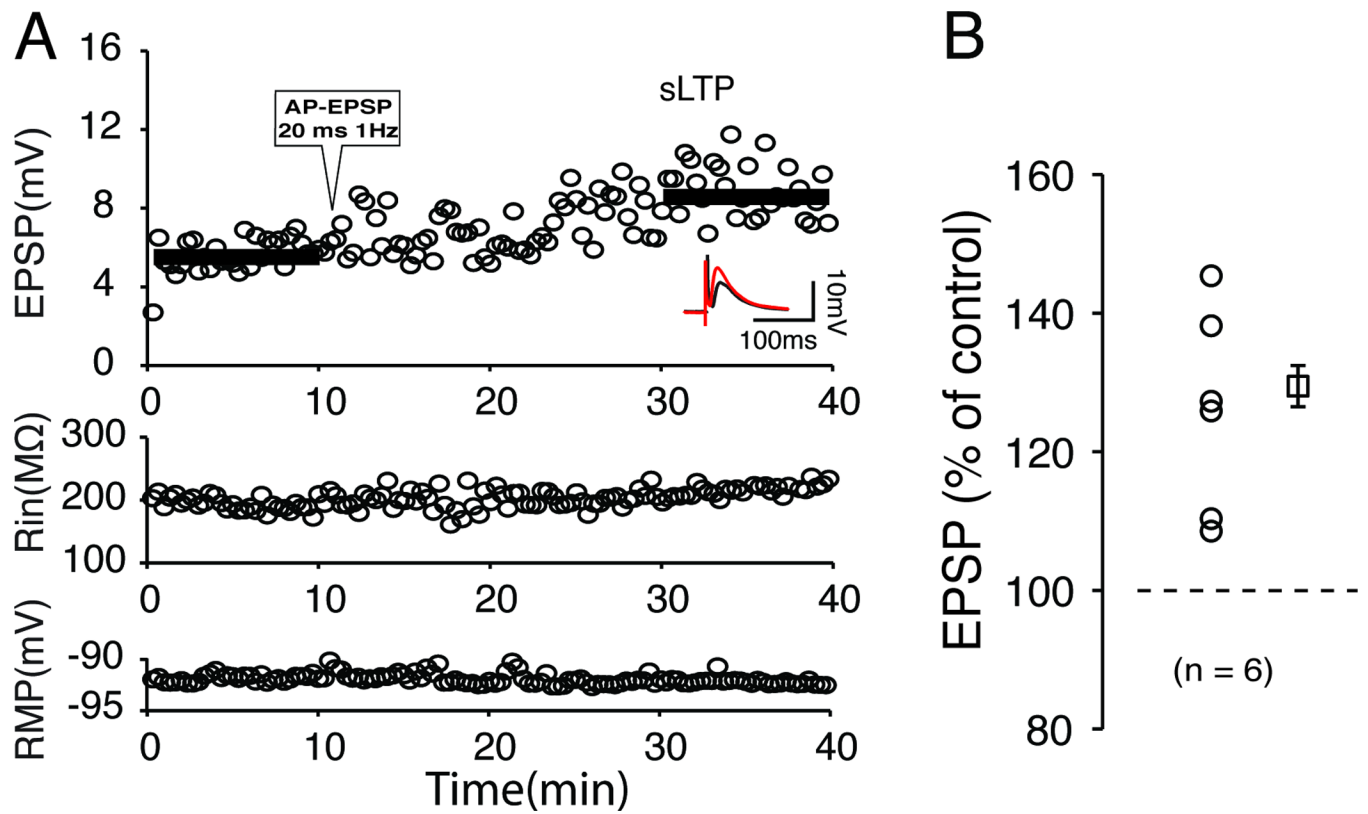 A
EPSP(mV)
16
12
8
4
0
AP-EPSP
20 ms 1Hz
sLTP
10mV
100ms
0 10 20 30 40
Rin(MΩ)
300
200
100
0 10 20 30 40
RMP(mV)
-90
-95
0 10 20 30 40
Time(min)
B
EPSP (% of control)
160
140
120
100
80
(n = 6)